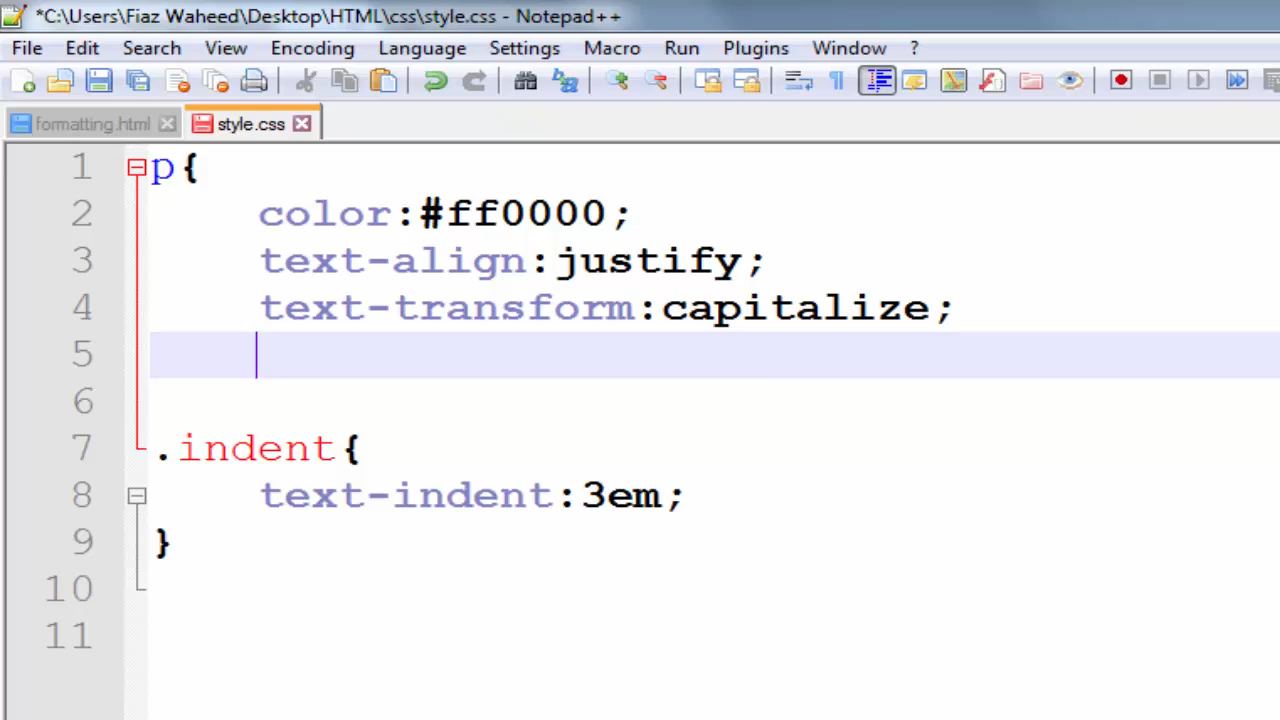 *C:\Users\Fiaz Waheed\Desktop\HTML\css\style.css - Notepad++
File Edit Search View Encoding Language Settings Macro Run Plugins Window ?
formatting.html style.css
1 p{
2 color:#ff0000;
3 text-align:justify;
4 text-transform:capitalize;
5
6
7 .indent{
8 text-indent:3em;
9 }
10
11